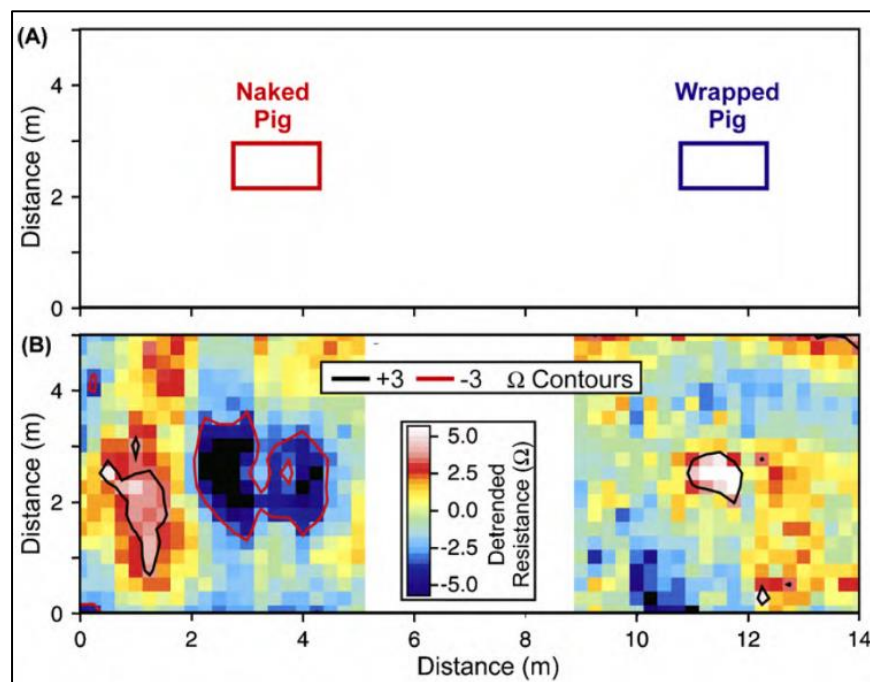 (A)
4
2
0
Distance (m)
Naked
Pig
Wrapped
Pig
(B)
+3 -3 Ω Contours
4
2
0
Distance (m)
5.0
2.5
0.0
-2.5
-5.0
Detrended
Resistance (Ω)
0 2 4 6 8 10 12 14
Distance (m)